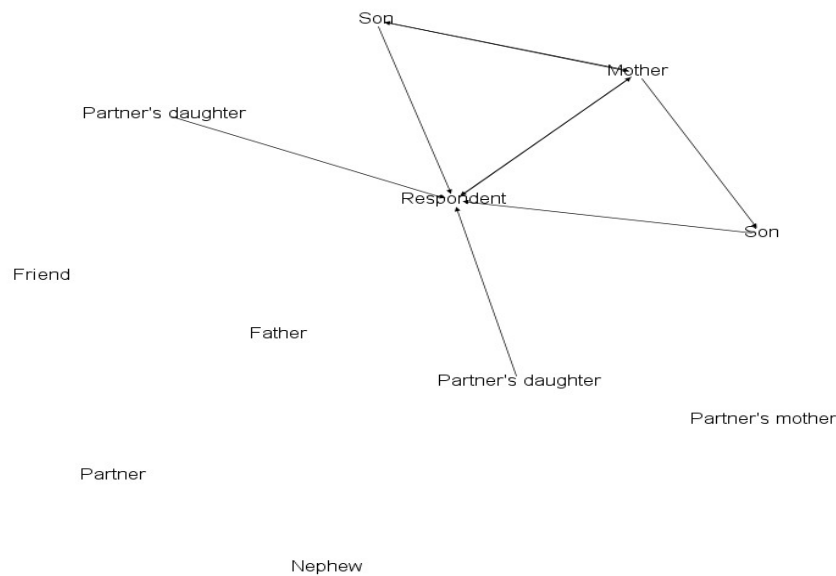 Son
Mother
Partner's daughter
Respondent
Son
Friend
Father
Partner's daughter
Partner's mother
Partner
Nephew